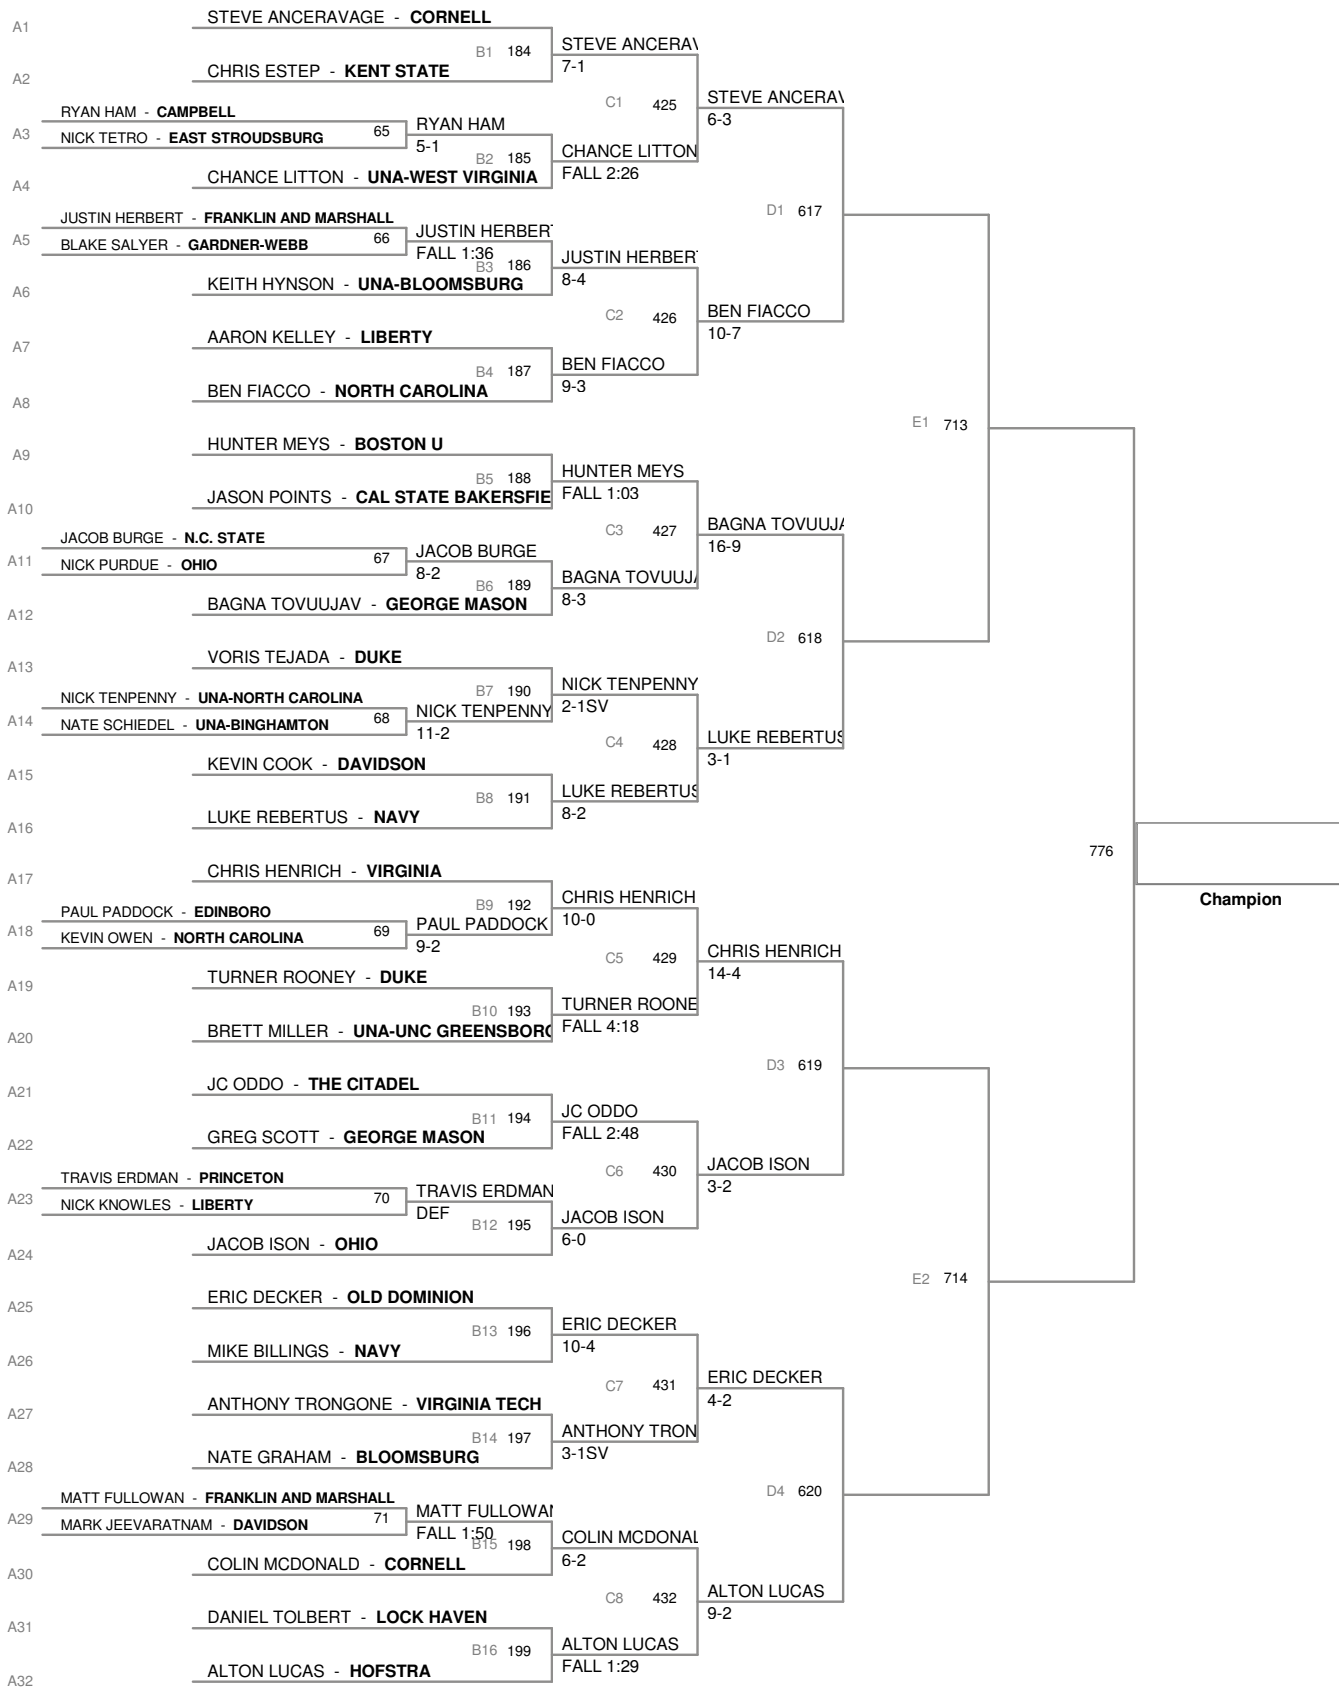 A1
STEVE ANCERAVAGE - CORNELL
B1 184
STEVE ANCERAV
7-1
A2
CHRIS ESTEP - KENT STATE
C1 425
STEVE ANCERAV
6-3
RYAN HAM - CAMPBELL
A3
65
NICK TETRO - EAST STROUDSBURG
RYAN HAM
5-1
B2 185
CHANCE LITTON
FALL 2:26
A4
CHANCE LITTON - UNA-WEST VIRGINIA
D1 617
JUSTIN HERBERT - FRANKLIN AND MARSHALL
A5
66
BLAKE SALYER - GARDNER-WEBB
JUSTIN HERBERT
FALL 1:36
B3 186
JUSTIN HERBERT
8-4
A6
KEITH HYNSON - UNA-BLOOMSBURG
C2 426
BEN FIACCO
10-7
A7
AARON KELLEY - LIBERTY
B4 187
BEN FIACCO
9-3
A8
BEN FIACCO - NORTH CAROLINA
E1 713
A9
HUNTER MEYS - BOSTON U
B5 188
HUNTER MEYS
FALL 1:03
A10
JASON POINTS - CAL STATE BAKERSFIE
C3 427
BAGNA TOVUUJA
16-9
JACOB BURGE - N.C. STATE
A11
67
NICK PURDUE - OHIO
JACOB BURGE
8-2
B6 189
BAGNA TOVUUJA
8-3
A12
BAGNA TOVUUJAV - GEORGE MASON
D2 618
A13
VORIS TEJADA - DUKE
B7 190
NICK TENPENNY
2-1SV
NICK TENPENNY - UNA-NORTH CAROLINA
A14
68
NATE SCHIEDEL - UNA-BINGHAMTON
NICK TENPENNY
11-2
C4 428
LUKE REBERTUS
3-1
A15
KEVIN COOK - DAVIDSON
B8 191
LUKE REBERTUS
8-2
A16
LUKE REBERTUS - NAVY
776
Champion
A17
CHRIS HENRICH - VIRGINIA
B9 192
CHRIS HENRICH
10-0
PAUL PADDOCK - EDINBORO
A18
69
KEVIN OWEN - NORTH CAROLINA
PAUL PADDOCK
9-2
C5 429
CHRIS HENRICH
14-4
A19
TURNER ROONEY - DUKE
B10 193
TURNER ROONE
FALL 4:18
A20
BRETT MILLER - UNA-UNC GREENSBORO
D3 619
A21
JC ODDO - THE CITADEL
B11 194
JC ODDO
FALL 2:48
A22
GREG SCOTT - GEORGE MASON
C6 430
JACOB ISON
3-2
TRAVIS ERDMAN - PRINCETON
A23
70
NICK KNOWLES - LIBERTY
TRAVIS ERDMAN
DEF
B12 195
JACOB ISON
6-0
A24
JACOB ISON - OHIO
E2 714
A25
ERIC DECKER - OLD DOMINION
B13 196
ERIC DECKER
10-4
A26
MIKE BILLINGS - NAVY
C7 431
ERIC DECKER
4-2
A27
ANTHONY TRONGONE - VIRGINIA TECH
B14 197
ANTHONY TRON
3-1SV
A28
NATE GRAHAM - BLOOMSBURG
D4 620
MATT FULLOWAN - FRANKLIN AND MARSHALL
A29
71
MARK JEEVARATNAM - DAVIDSON
MATT FULLOWAN
FALL 1:50
B15 198
COLIN MCDONAL
6-2
A30
COLIN MCDONALD - CORNELL
C8 432
ALTON LUCAS
9-2
A31
DANIEL TOLBERT - LOCK HAVEN
B16 199
ALTON LUCAS
FALL 1:29
A32
ALTON LUCAS - HOFSTRA